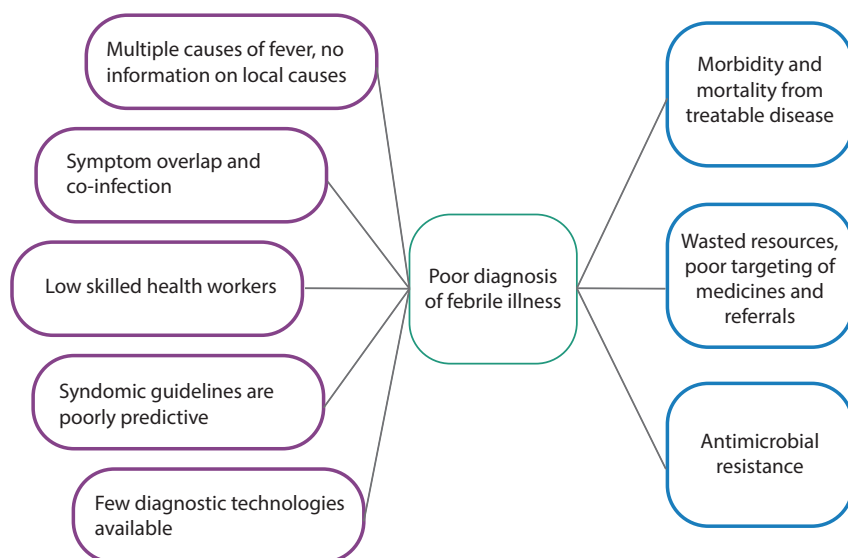 Multiple causes of fever, no
information on local causes
Symptom overlap and
co-infection
Low skilled health workers
Syndomic guidelines are
poorly predictive
Few diagnostic technologies
available
Poor diagnosis
of febrile illness
Morbidity and
mortality from
treatable disease
Wasted resources,
poor targeting of
medicines and
referrals
Antimicrobial
resistance